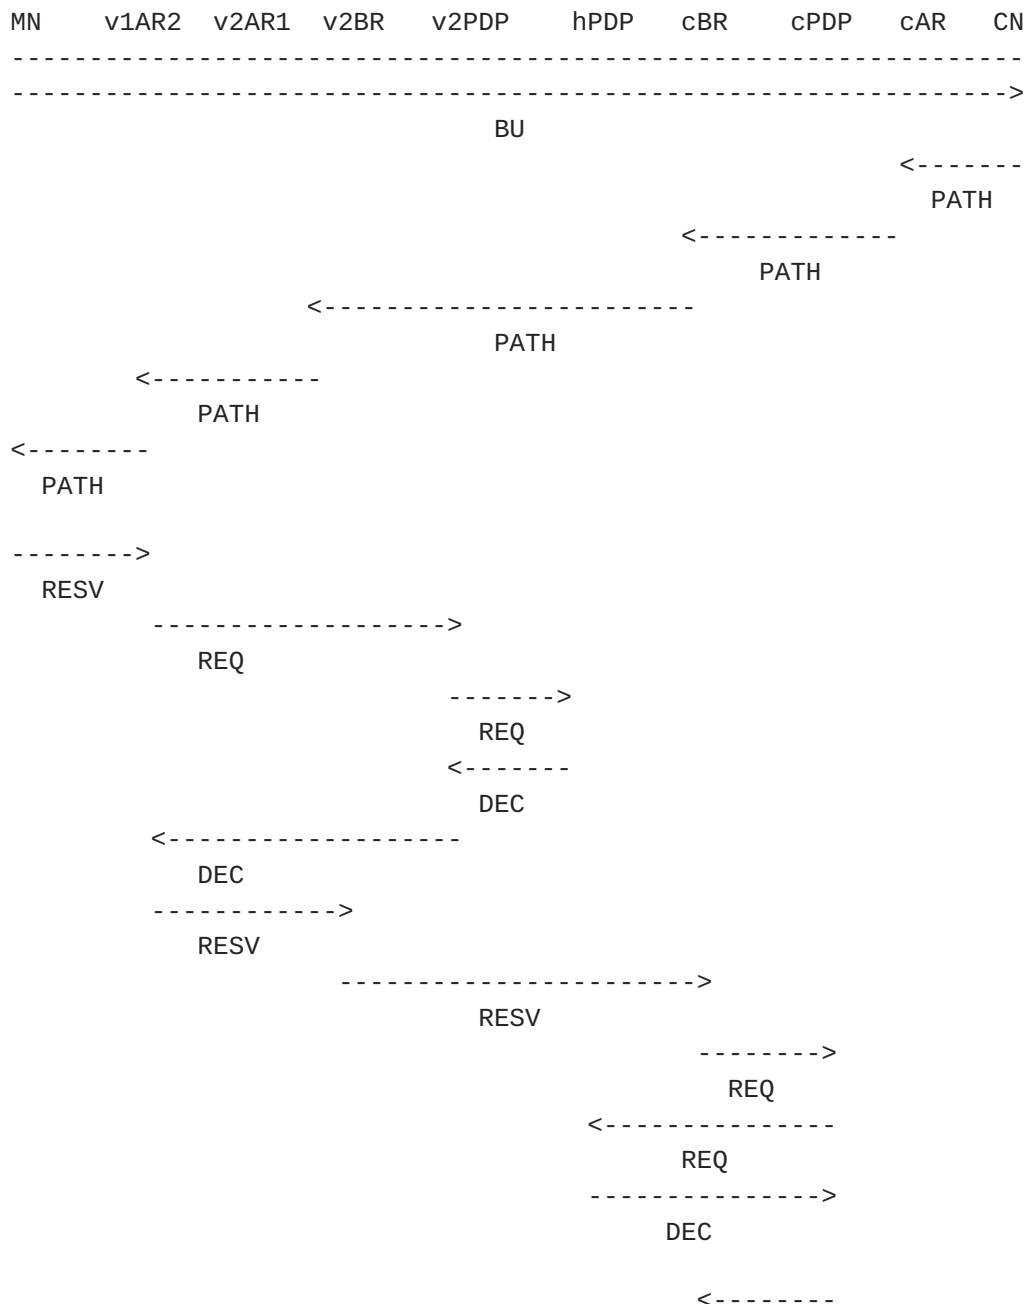 MN    v1AR2  v2AR1  v2BR   v2PDP    hPDP   cBR    cPDP   cAR   CN
-----------------------------------------------------------------
---------------------------------------------------------------->
                               BU
                                                         <-------
                                                           PATH
                                           <-------------
                                                PATH
                   <------------------------
                               PATH
        <-----------
            PATH
<--------
  PATH
-------->
  RESV
         ------------------->
            REQ
                            ------->
                              REQ
                            <-------
                              DEC
         <-------------------
            DEC
         ------------>
            RESV
                     ----------------------->
                              RESV
                                            -------->
                                              REQ
                                     <---------------
                                           REQ
                                     --------------->
                                          DEC
                                            <--------